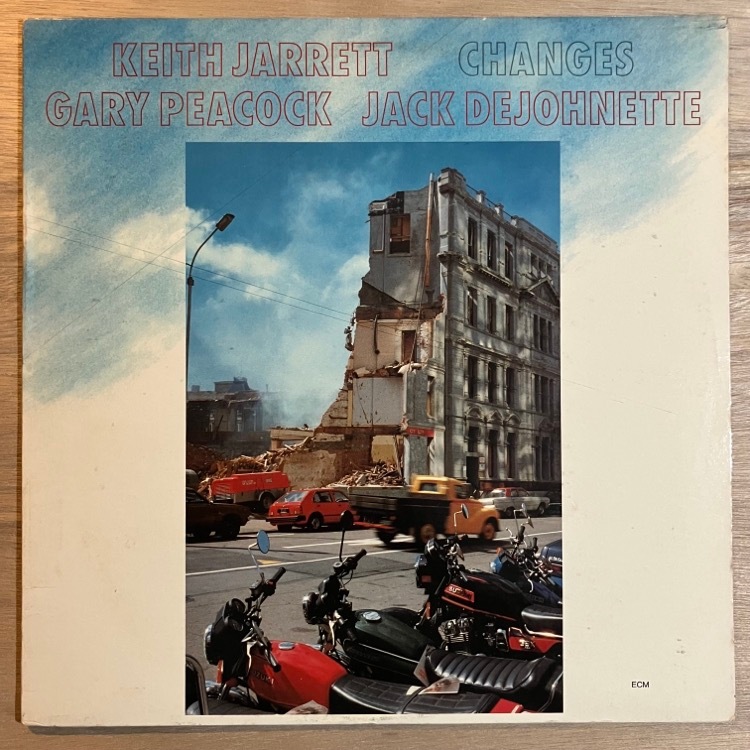 KEITH JARRETT CHANGES
GARY PEACOCK JACK DEJOHNETTE
ECM